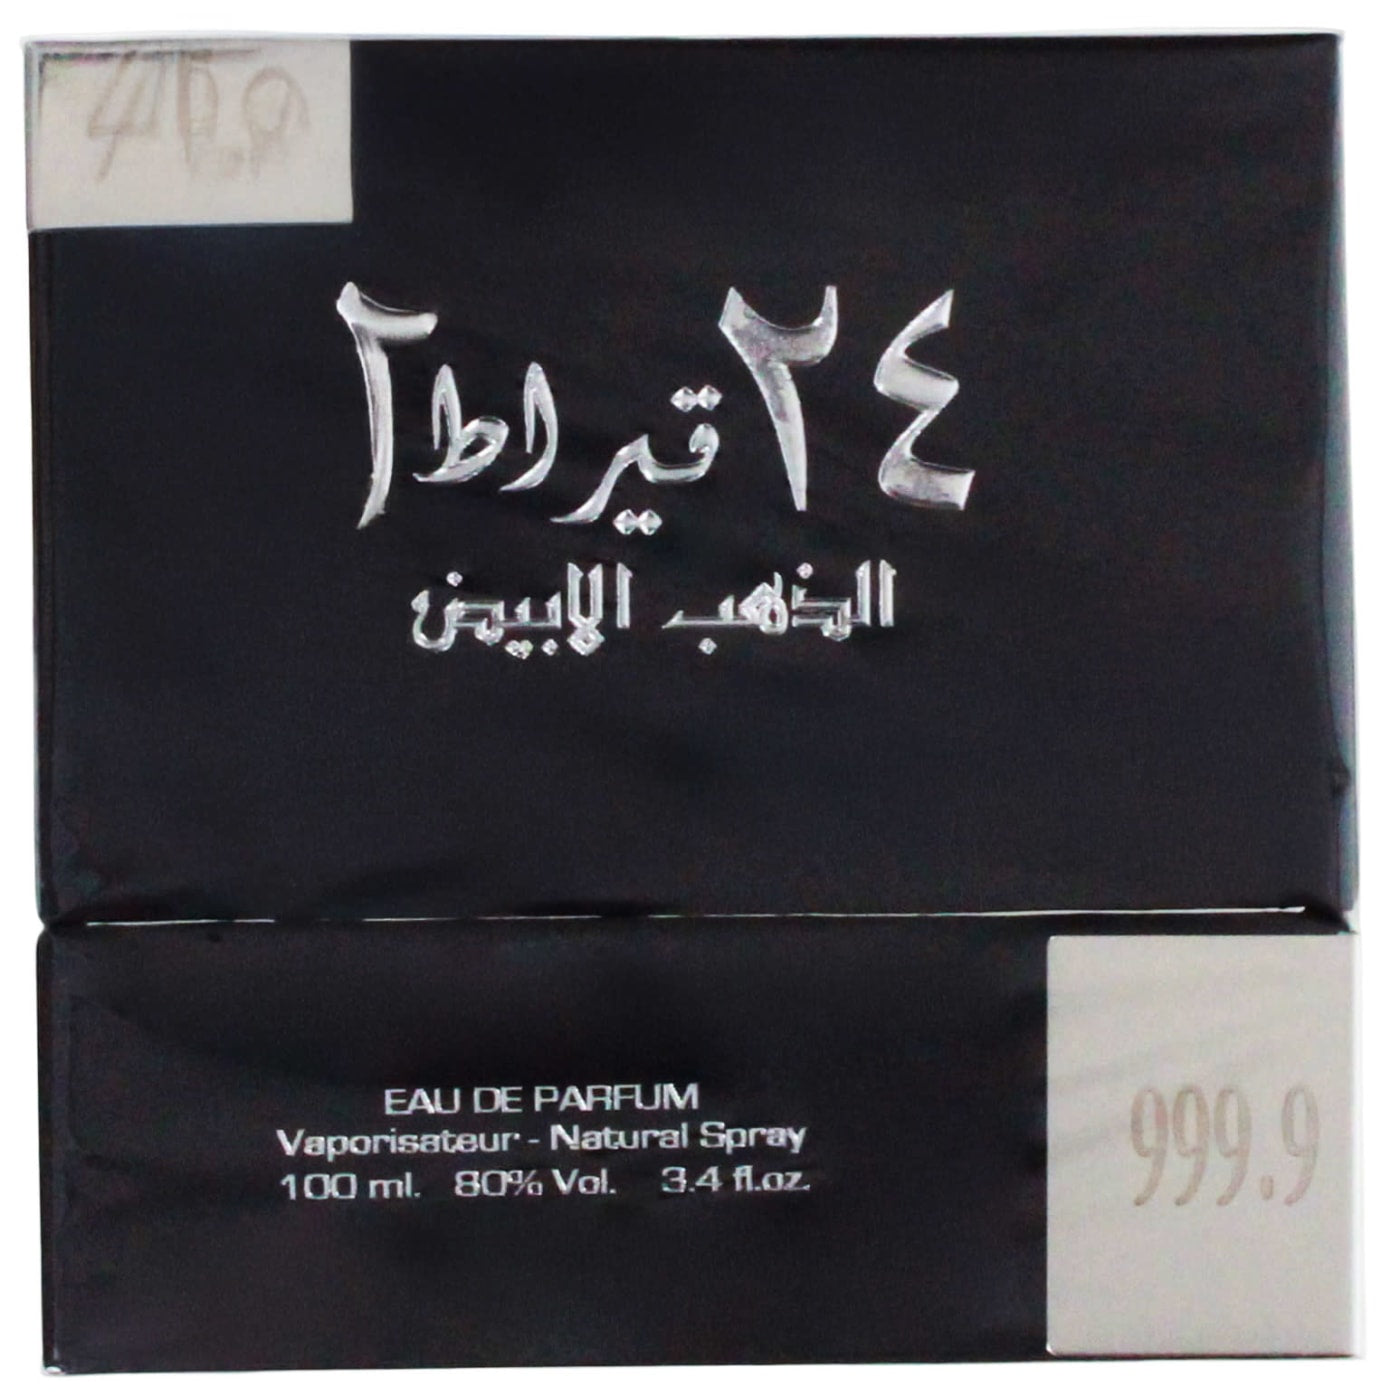 ٢٤ قيراط ٢
الذهب الابيض
EAU DE PARFUM
Vaporisateur - Natural Spray
100 ml. 80% Vol. 3.4 fl.oz.
999.9